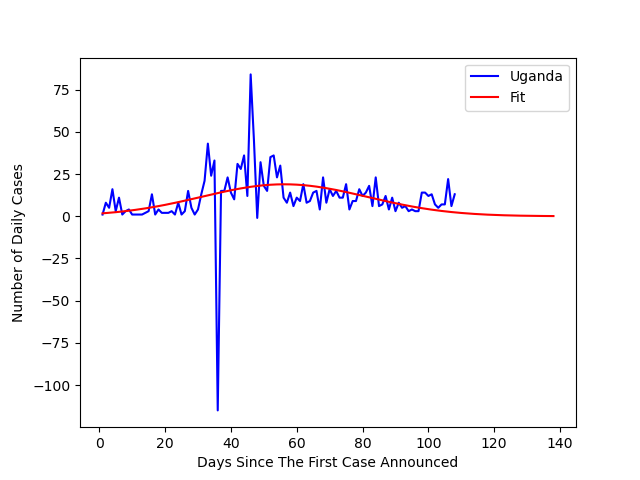 Uganda
Fit
Number of Daily Cases
75
50
25
0
−25
−50
−75
−100
0 20 40 60 80 100 120 140
Days Since The First Case Announced